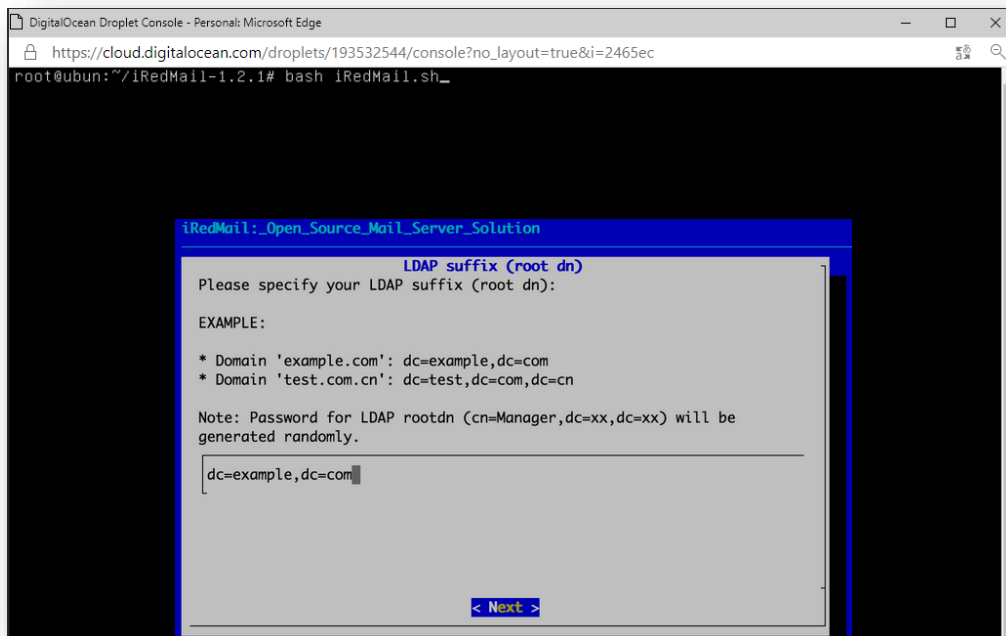 DigitalOcean Droplet Console - Personal: Microsoft Edge
https://cloud.digitalocean.com/droplets/193532544/console?no_layout=true&i=2465ec
root@ubun:~/iRedMail-1.2.1# bash iRedMail.sh_
iRedMail:_Open_Source_Mail_Server_Solution
LDAP suffix (root dn)
Please specify your LDAP suffix (root dn):
EXAMPLE:
* Domain 'example.com': dc=example,dc=com
* Domain 'test.com.cn': dc=test,dc=com,dc=cn
Note: Password for LDAP rootdn (cn=Manager,dc=xx,dc=xx) will be
generated randomly.
dc=example,dc=com
< Next >